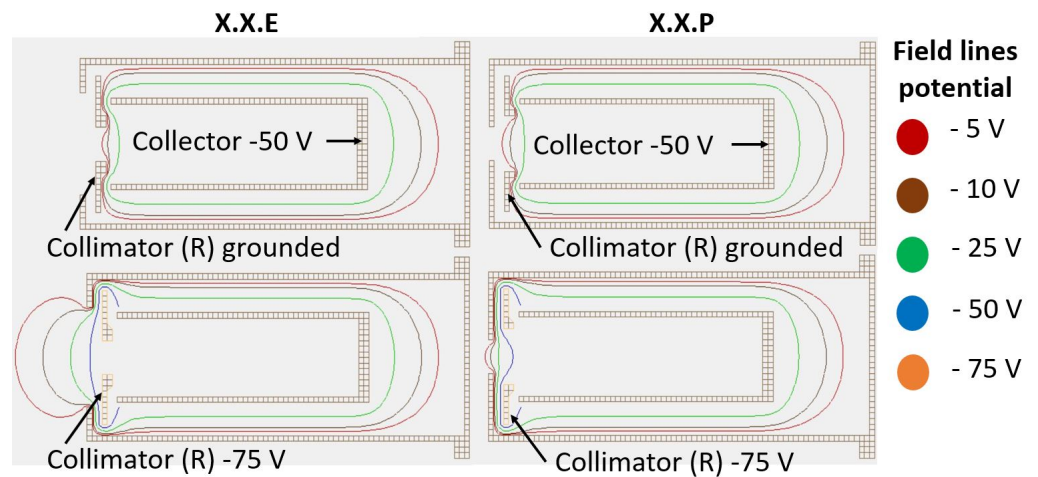 X.X.E
X.X.P
Field lines
potential
Collector -50 V
Collector -50 V
- 5 V
- 10 V
- 25 V
- 50 V
- 75 V
Collimator (R) grounded
Collimator (R) grounded
Collimator (R) -75 V
Collimator (R) -75 V